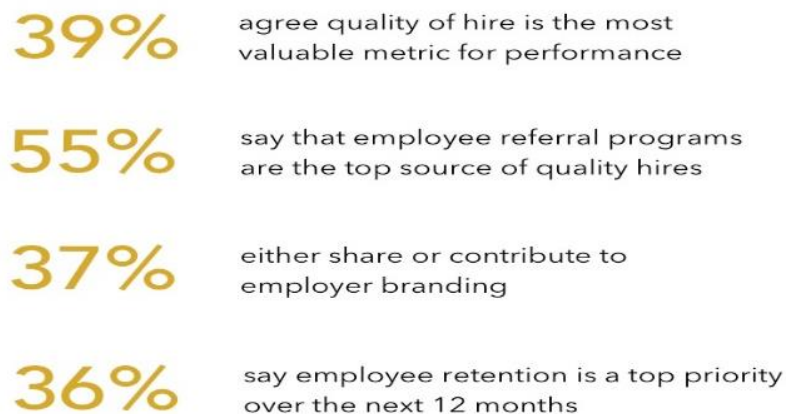 39%
agree quality of hire is the most
valuable metric for performance
55%
say that employee referral programs
are the top source of quality hires
37%
either share or contribute to
employer branding
36%
say employee retention is a top priority
over the next 12 months